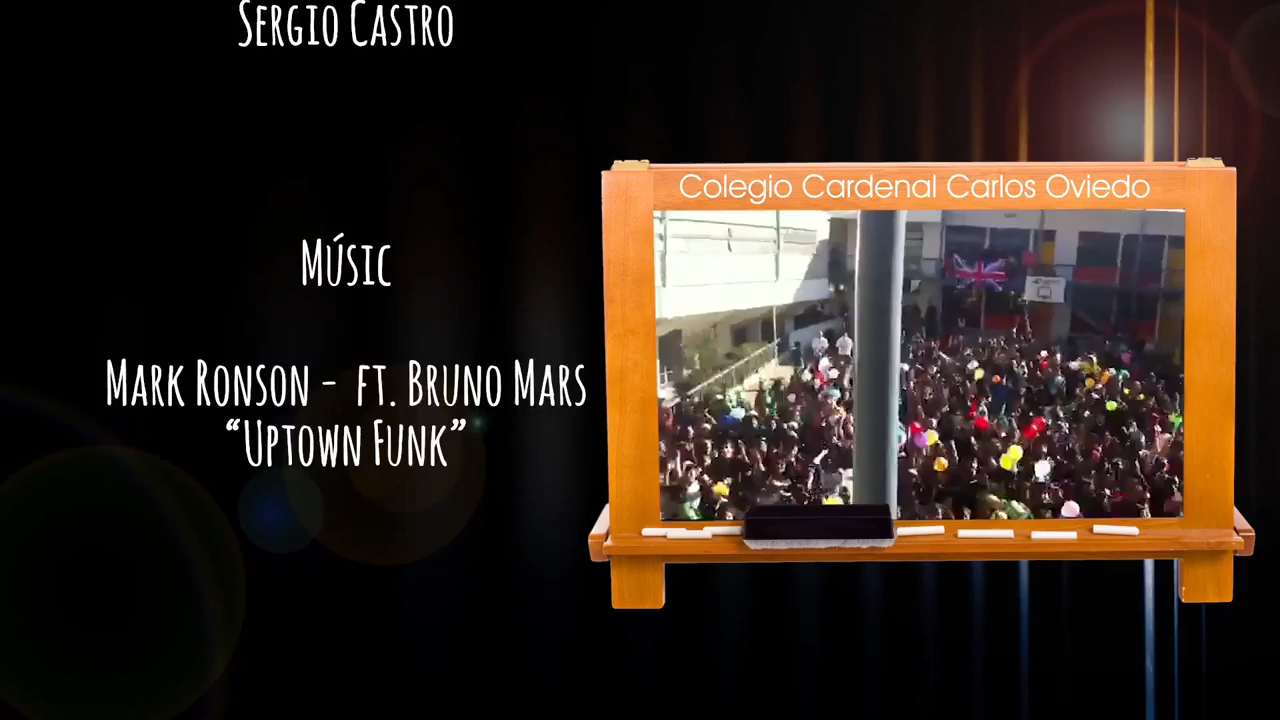 Sergio Castro
Músic
Mark Ronson - ft. Bruno Mars
“Uptown Funk”
Colegio Cardenal Carlos Oviedo